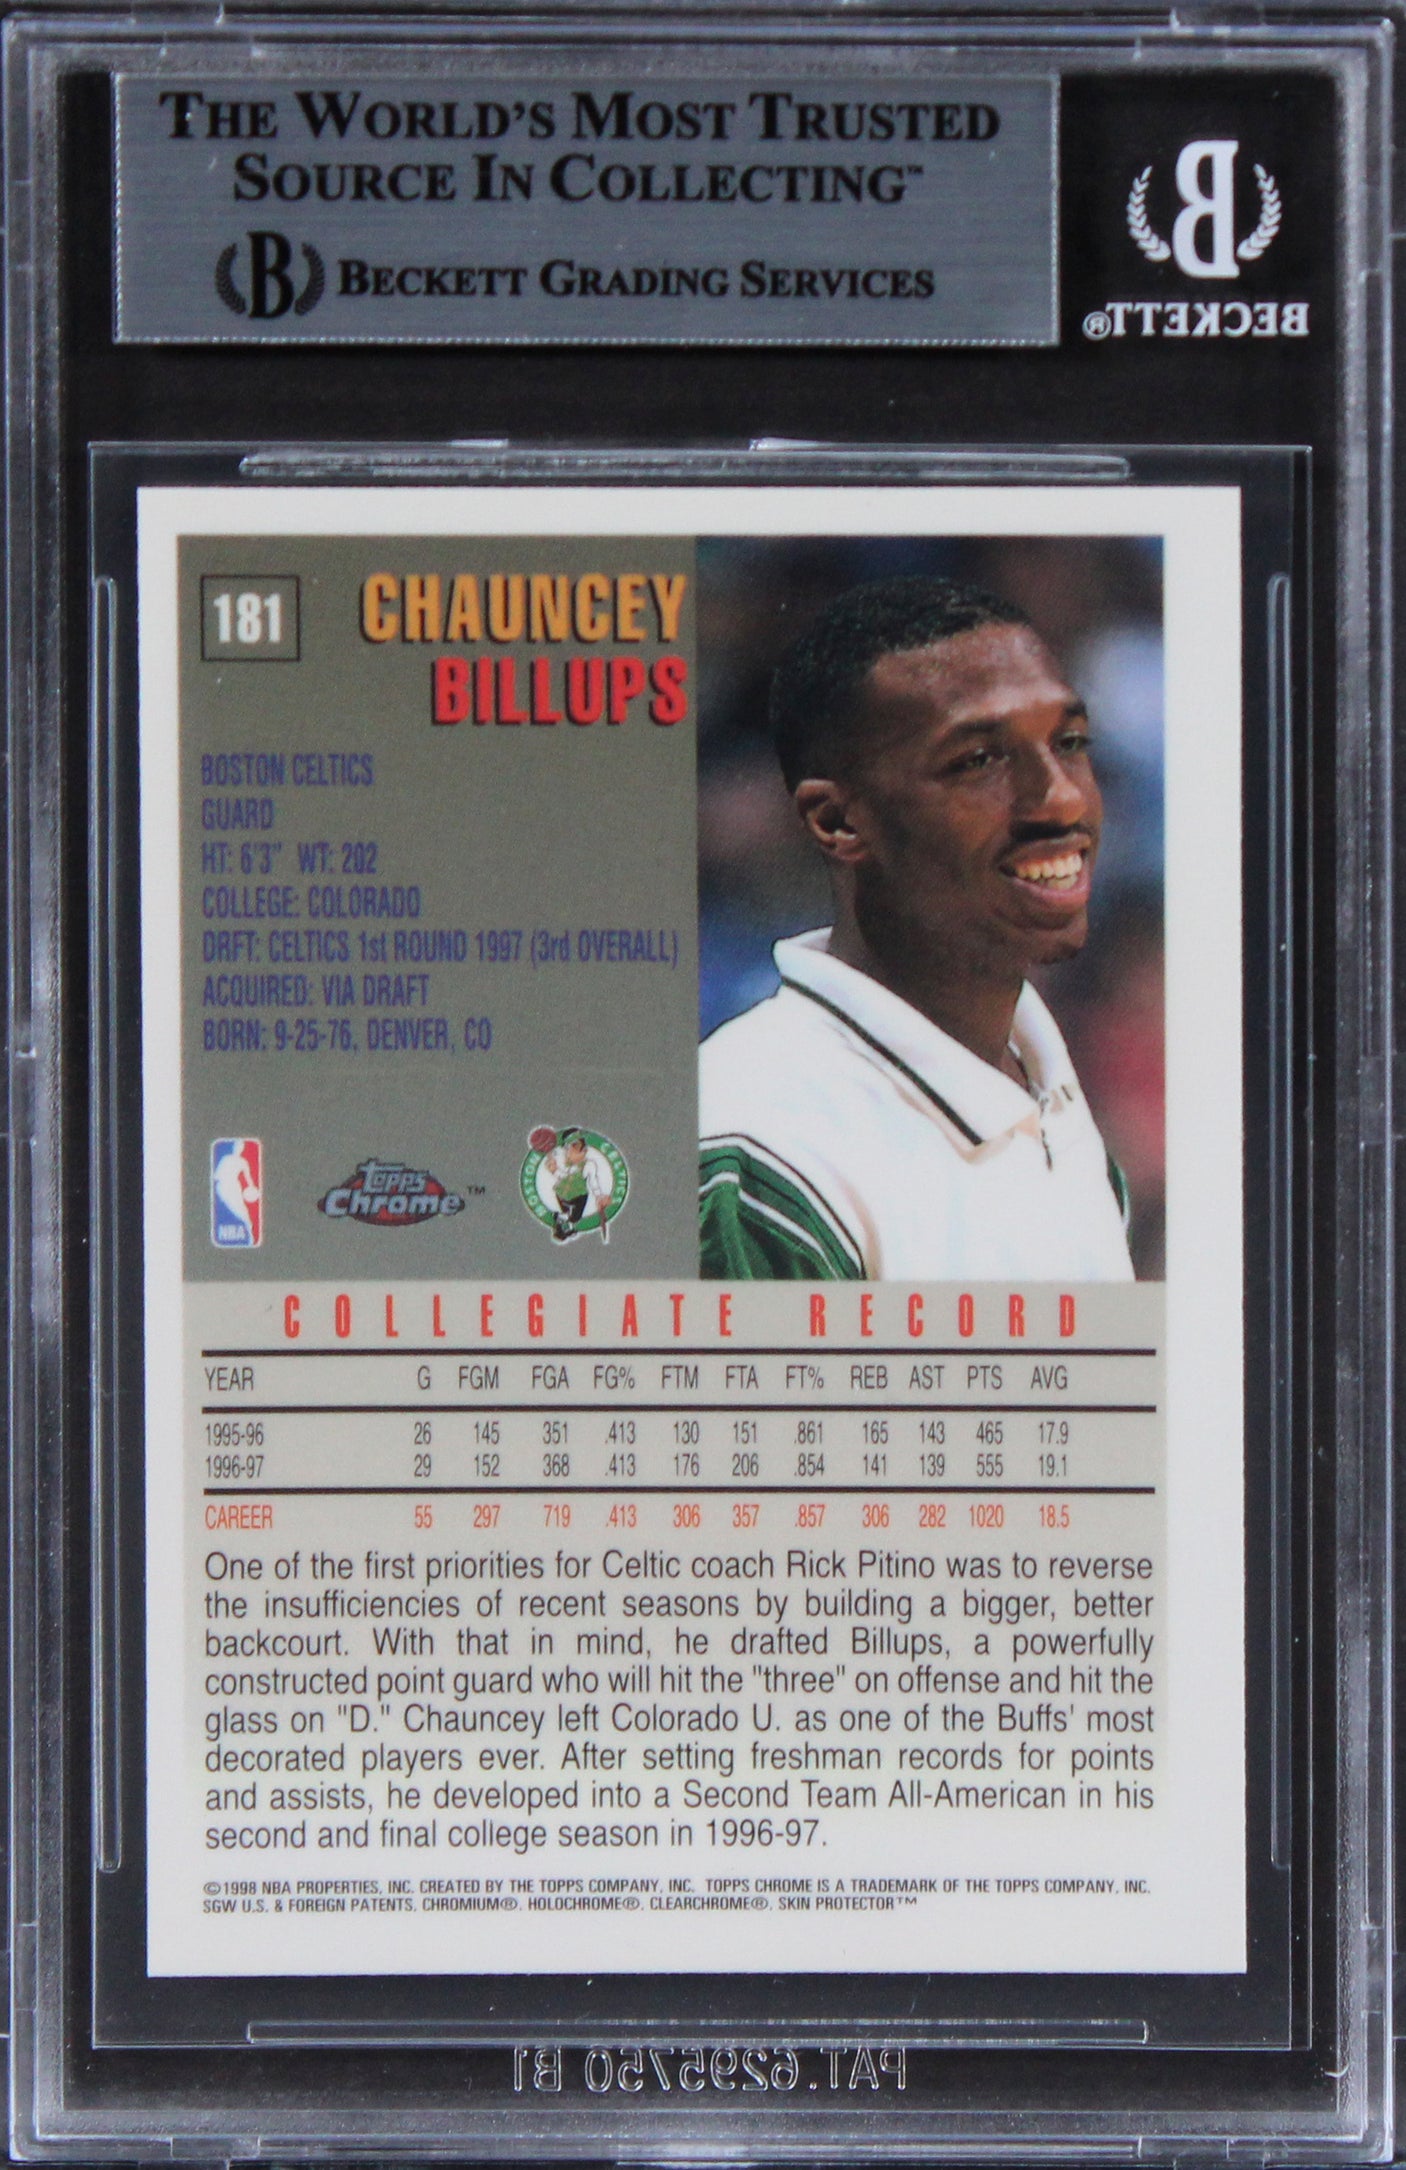 THE WORLD'S MOST TRUSTED
SOURCE IN COLLECTING™
B BECKETT GRADING SERVICES
B
BECKETT®
181
CHAUNCEY
BILLUPS
BOSTON CELTICS
GUARD
HT: 6'3" WT: 202
COLLEGE: COLORADO
DRFT: CELTICS 1st ROUND 1997 (3rd OVERALL)
ACQUIRED: VIA DRAFT
BORN: 9-25-76, DENVER, CO
NBA
TOPPS
Chrome™
BOSTON CELTICS
COLLEGIATE RECORD
YEAR G FGM FGA FG% FTM FTA FT% REB AST PTS AVG
1995-96 26 145 351 .413 130 151 .861 165 143 465 17.9
1996-97 29 152 368 .413 176 206 .854 141 139 555 19.1
CAREER 55 297 719 .413 306 357 .857 306 282 1020 18.5
One of the first priorities for Celtic coach Rick Pitino was to reverse
the insufficiencies of recent seasons by building a bigger, better
backcourt. With that in mind, he drafted Billups, a powerfully
constructed point guard who will hit the "three" on offense and hit the
glass on "D." Chauncey left Colorado U. as one of the Buffs' most
decorated players ever. After setting freshman records for points
and assists, he developed into a Second Team All-American in his
second and final college season in 1996-97.
©1998 NBA PROPERTIES, INC. CREATED BY THE TOPPS COMPANY, INC. TOPPS CHROME IS A TRADEMARK OF THE TOPPS COMPANY, INC.
SGW U.S. & FOREIGN PATENTS. CHROMIUM®, HOLOCHROME®, CLEARCHROME®, SKIN PROTECTOR™
PAT.6295750 B1